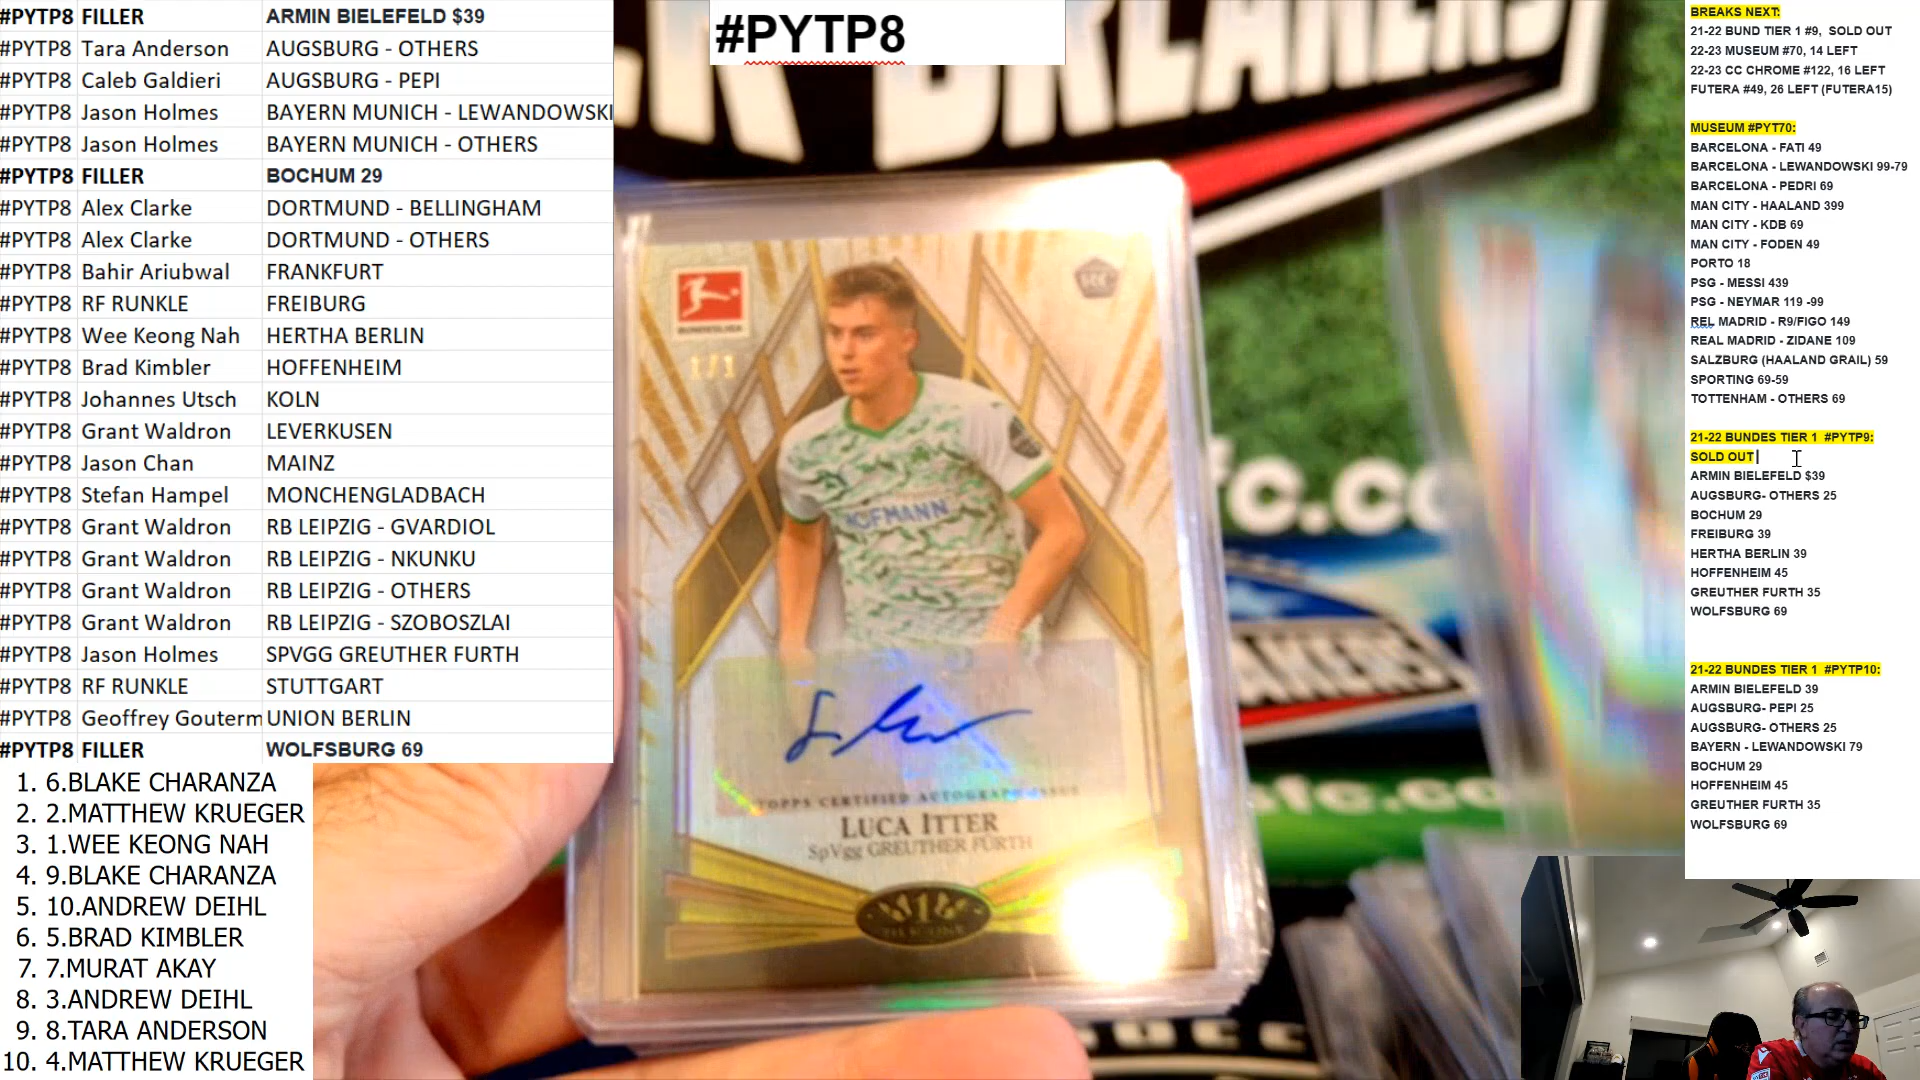 #PYTP8 FILLER ARMIN BIELEFELD $39
#PYTP8 Tara Anderson AUGSBURG - OTHERS
#PYTP8 Caleb Galdieri AUGSBURG - PEPI
#PYTP8 Jason Holmes BAYERN MUNICH - LEWANDOWSKI
#PYTP8 Jason Holmes BAYERN MUNICH - OTHERS
#PYTP8 FILLER BOCHUM 29
#PYTP8 Alex Clarke DORTMUND - BELLINGHAM
#PYTP8 Alex Clarke DORTMUND - OTHERS
#PYTP8 Bahir Ariubwal FRANKFURT
#PYTP8 RF RUNKLE FREIBURG
#PYTP8 Wee Keong Nah HERTHA BERLIN
#PYTP8 Brad Kimbler HOFFENHEIM
#PYTP8 Johannes Utsch KOLN
#PYTP8 Grant Waldron LEVERKUSEN
#PYTP8 Jason Chan MAINZ
#PYTP8 Stefan Hampel MONCHENGLADBACH
#PYTP8 Grant Waldron RB LEIPZIG - GVARDIOL
#PYTP8 Grant Waldron RB LEIPZIG - NKUNKU
#PYTP8 Grant Waldron RB LEIPZIG - OTHERS
#PYTP8 Grant Waldron RB LEIPZIG - SZOBOSZLAI
#PYTP8 Jason Holmes SPVGG GREUTHER FURTH
#PYTP8 RF RUNKLE STUTTGART
#PYTP8 Geoffrey Gouterm UNION BERLIN
#PYTP8 FILLER WOLFSBURG 69
1. 6.BLAKE CHARANZA
2. 2.MATTHEW KRUEGER
3. 1.WEE KEONG NAH
4. 9.BLAKE CHARANZA
5. 10.ANDREW DEIHL
6. 5.BRAD KIMBLER
7. 7.MURAT AKAY
8. 3.ANDREW DEIHL
9. 8.TARA ANDERSON
10. 4.MATTHEW KRUEGER
#PYTP8
BREAKERS
BUNDESLIGA
1/1
HOFMANN
TOPPS CERTIFIED AUTOGRAPH ISSUE
LUCA ITTER
SpVgg GREUTHER FÜRTH
fc.co
BREAKS NEXT:
21-22 BUND TIER 1 #9, SOLD OUT
22-23 MUSEUM #70, 14 LEFT
22-23 CC CHROME #122, 16 LEFT
FUTERA #49, 26 LEFT (FUTERA15)
MUSEUM #PYT70:
BARCELONA - FATI 49
BARCELONA - LEWANDOWSKI 99-79
BARCELONA - PEDRI 69
MAN CITY - HAALAND 399
MAN CITY - KDB 69
MAN CITY - FODEN 49
PORTO 18
PSG - MESSI 439
PSG - NEYMAR 119 -99
REL MADRID - R9/FIGO 149
REAL MADRID - ZIDANE 109
SALZBURG (HAALAND GRAIL) 59
SPORTING 69-59
TOTTENHAM - OTHERS 69
21-22 BUNDES TIER 1 #PYTP9:
SOLD OUT
ARMIN BIELEFELD $39
AUGSBURG- OTHERS 25
BOCHUM 29
FREIBURG 39
HERTHA BERLIN 39
HOFFENHEIM 45
GREUTHER FURTH 35
WOLFSBURG 69
21-22 BUNDES TIER 1 #PYTP10:
ARMIN BIELEFELD 39
AUGSBURG- PEPI 25
AUGSBURG- OTHERS 25
BAYERN - LEWANDOWSKI 79
BOCHUM 29
HOFFENHEIM 45
GREUTHER FURTH 35
WOLFSBURG 69